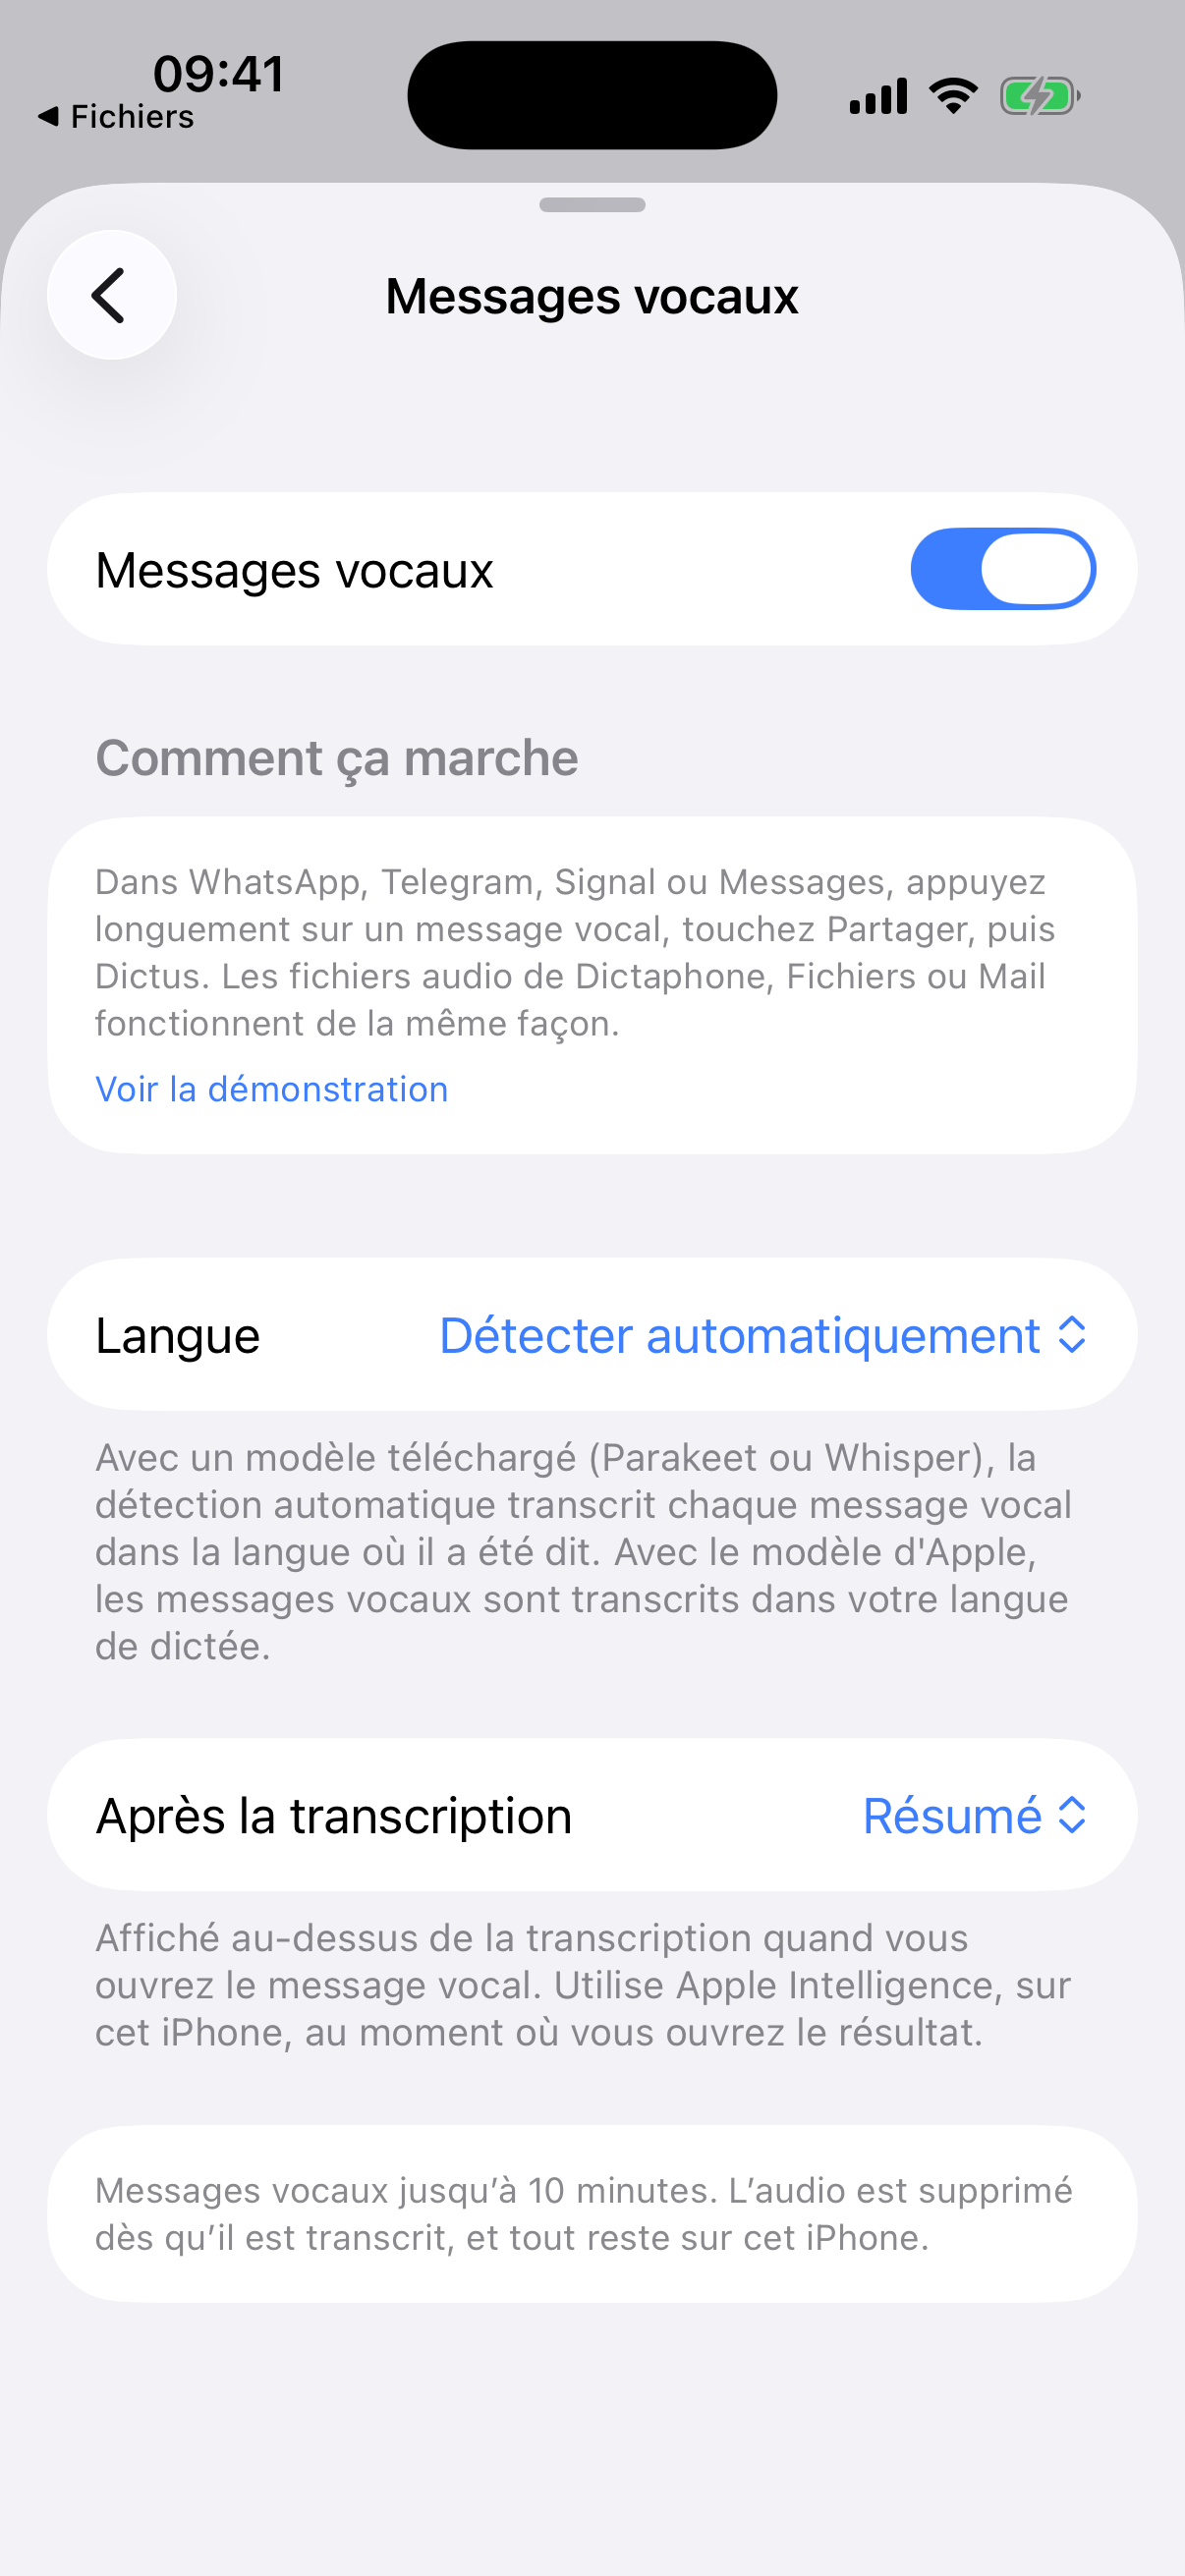 09:41
◀ Fichiers
Messages vocaux
Messages vocaux
Comment ça marche
Dans WhatsApp, Telegram, Signal ou Messages, appuyez
longuement sur un message vocal, touchez Partager, puis
Dictus. Les fichiers audio de Dictaphone, Fichiers ou Mail
fonctionnent de la même façon.
Voir la démonstration
Langue Détecter automatiquement
Avec un modèle téléchargé (Parakeet ou Whisper), la
détection automatique transcrit chaque message vocal
dans la langue où il a été dit. Avec le modèle d'Apple,
les messages vocaux sont transcrits dans votre langue
de dictée.
Après la transcription Résumé
Affiché au-dessus de la transcription quand vous
ouvrez le message vocal. Utilise Apple Intelligence, sur
cet iPhone, au moment où vous ouvrez le résultat.
Messages vocaux jusqu’à 10 minutes. L’audio est supprimé
dès qu’il est transcrit, et tout reste sur cet iPhone.